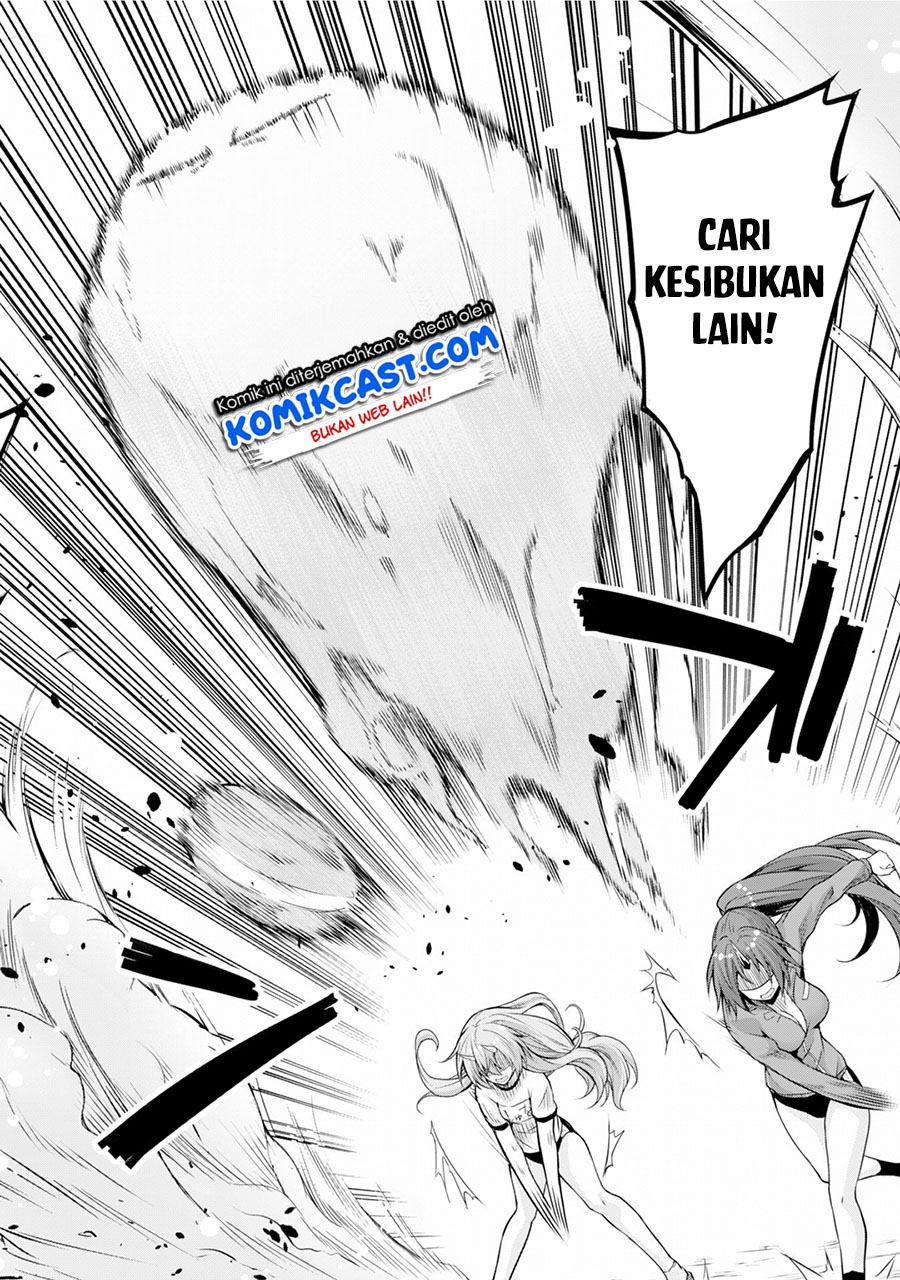 CARI
KESIBUKAN
LAIN!
Komik ini diterjemahkan & diedit oleh
KOMIKCAST.COM
BUKAN WEB LAIN!!